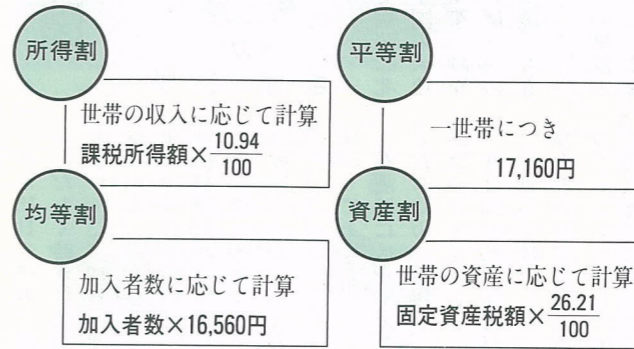 所得割
世帯の収入に応じて計算
課税所得額×10.94/100
平等割
一世帯につき
17,160円
均等割
加入者数に応じて計算
加入者数×16,560円
資産割
世帯の資産に応じて計算
固定資産税額×26.21/100